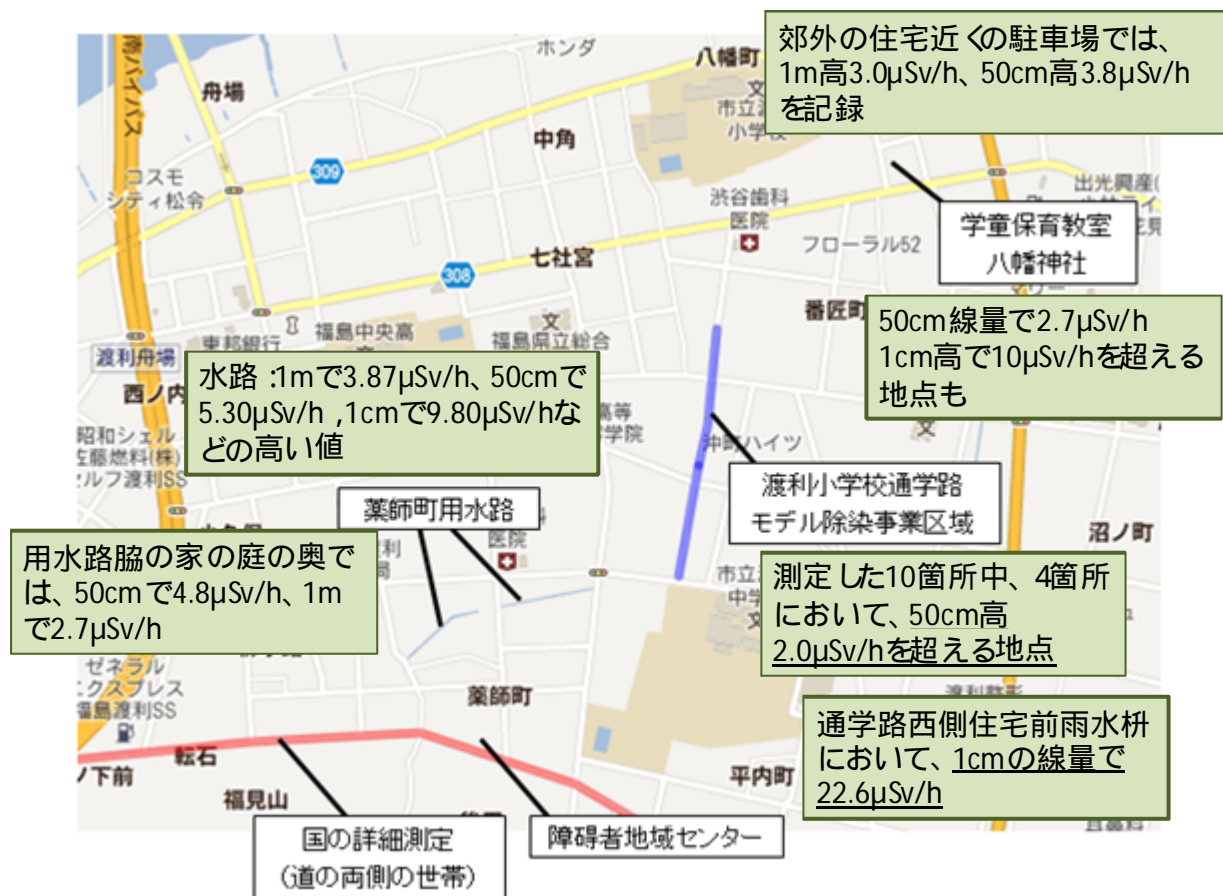 郊外の住宅近くの駐車場では、
1m高3.0μSv/h、50cm高3.8μSv/h
を記録
ホンダ
南バイパス
舟場
八幡町
文
市立
小学校
中角
309
コスモ
シティ松令
渋谷歯科
医院
出光興産(
学童保育教室
八幡神社
フローラル52
七社宮
308
番匠町
50cm線量で2.7μSv/h
1cm高で10μSv/hを超える
地点も
文
福島県立総合
福島中央高
東邦銀行
渡利舟場
西ノ内
水路:1mで3.87μSv/h、50cmで
5.30μSv/h ,1cmで9.80μSv/hな
どの高い値
高等
学院
文
沖町ハイツ
昭和シェル
佐藤燃料(株)
セルフ渡利SS
渡利小学校通学路
モデル除染事業区域
薬師町用水路
医院
沼ノ町
用水路脇の家の庭の奥で
は、50cmで4.8μSv/h、1m
で2.7μSv/h
利
局
市立
中学
文
測定した10箇所中、4箇所
において、50cm高
2.0μSv/hを超える地点
ゼネラル
エクスプレス
福島渡利SS
薬師町
通学路西側住宅前雨水枡
において、1cmの線量で
22.6μSv/h
転石
ノ下前
福見山
平内町
国の詳細測定
(道の両側の世帯)
障碍者地域センター